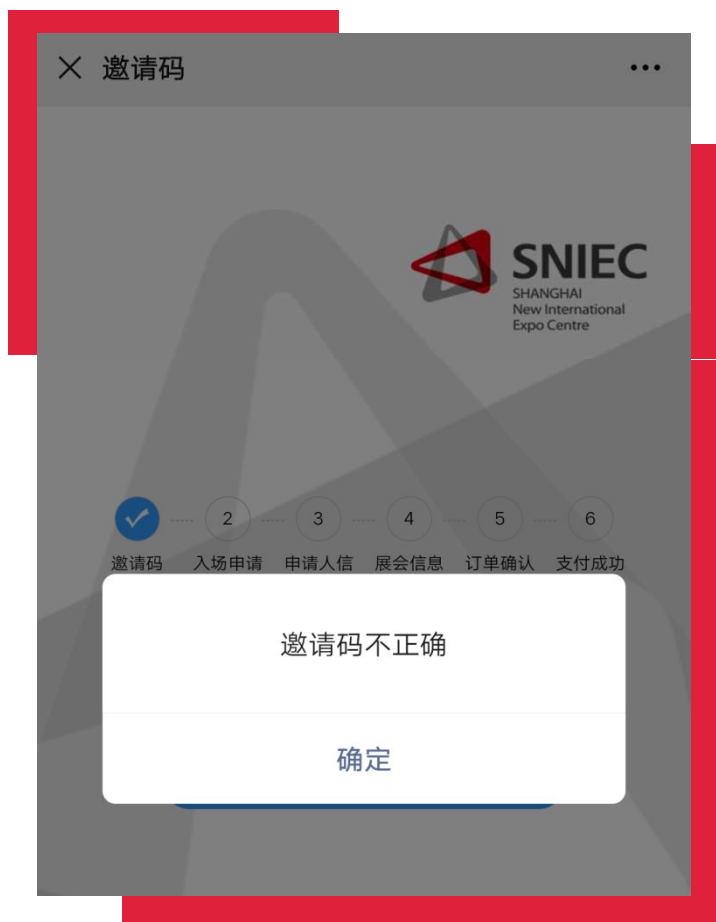 邀请码
SNIEC
SHANGHAI
New International
Expo Centre
2 3 4 5 6
邀请码 入场申请 申请人信 展会信息 订单确认 支付成功
邀请码不正确
确定